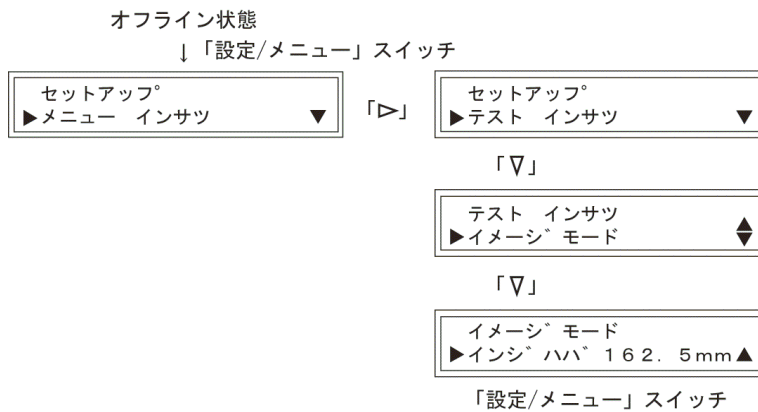 オフライン状態
↓「設定/メニュー」スイッチ
セットアップ
▶メニュー インサツ ▼
「▷」
セットアップ
▶テスト インサツ ▼
「▽」
テスト インサツ ▲
▶イメージ モード ▼
「▽」
イメージ モード
▶インジ ハバ 162.5mm▲
「設定/メニュー」スイッチ